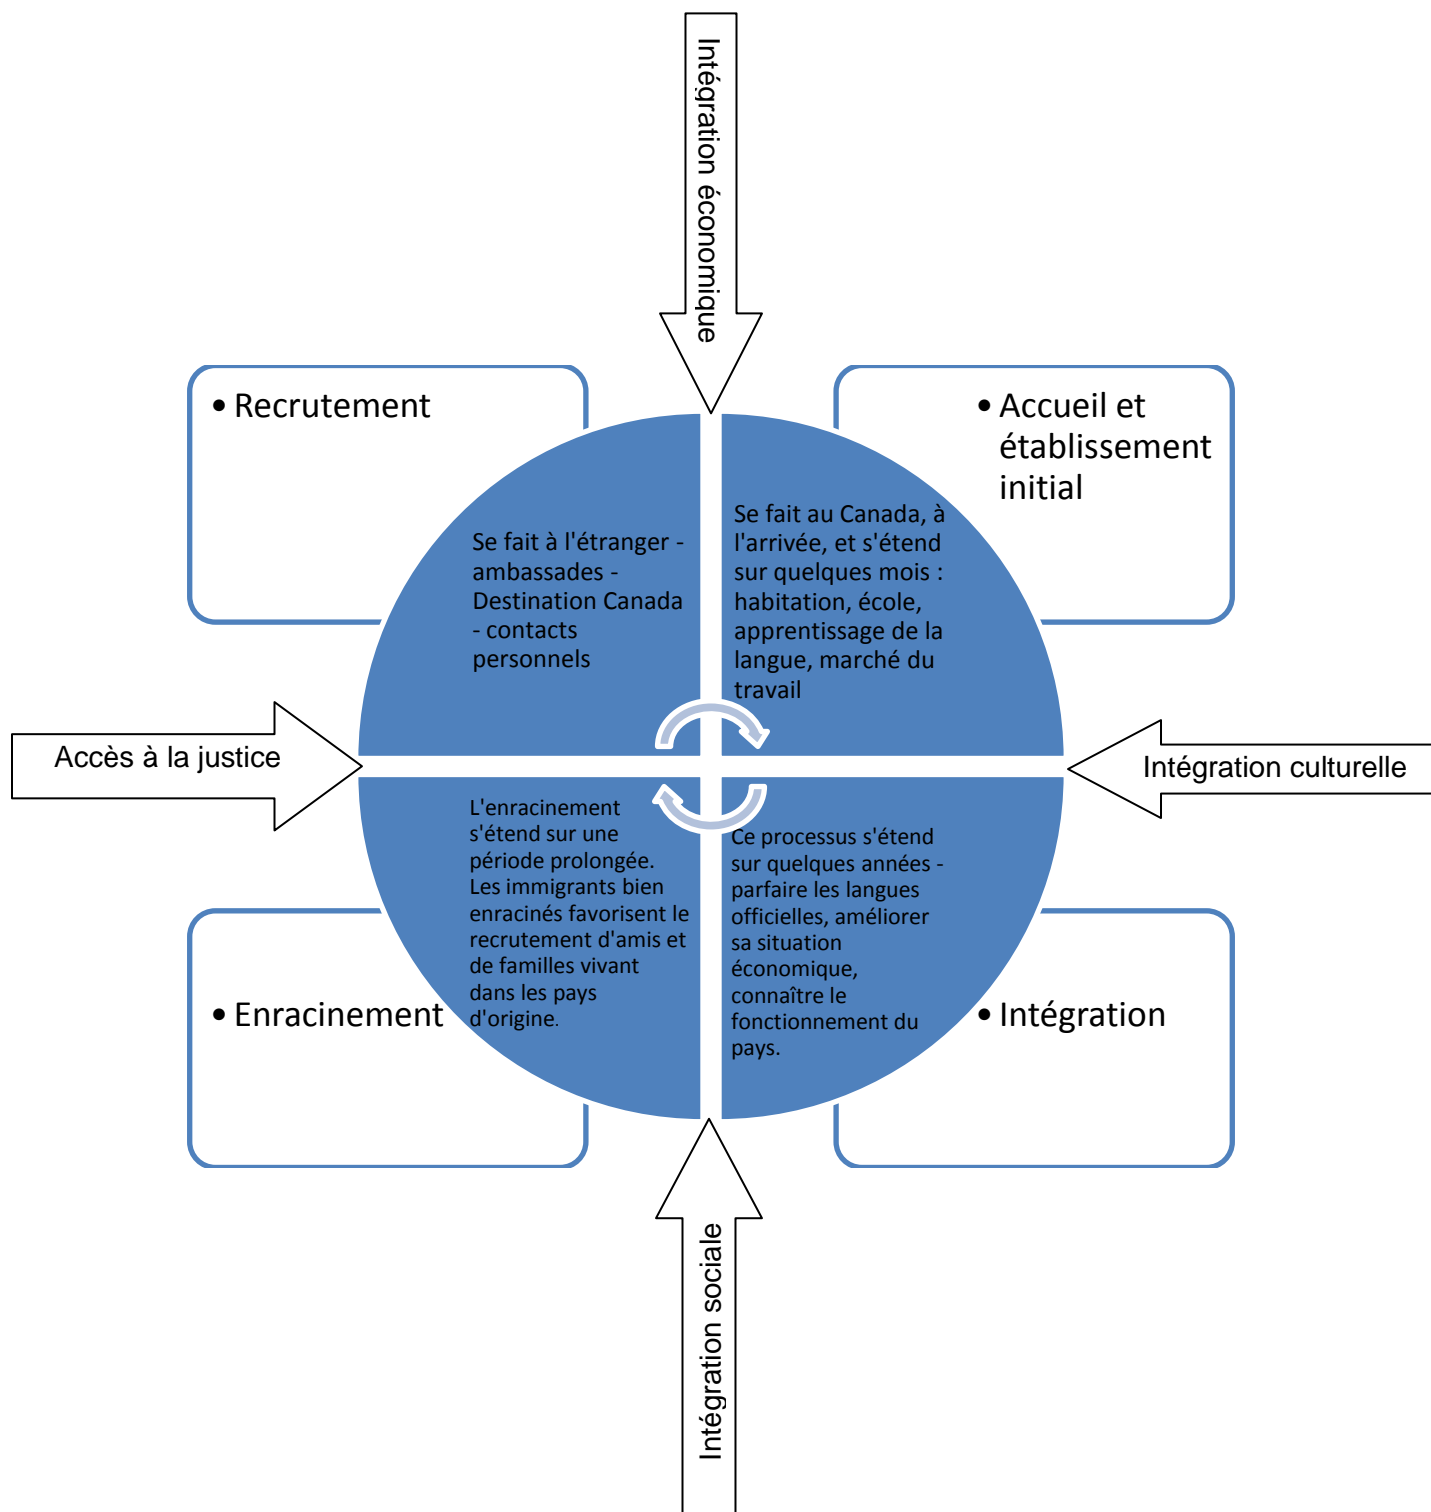 Intégration économique
• Recrutement
• Accueil et
établissement
initial
Se fait à l'étranger -
ambassades -
Destination Canada
- contacts
personnels
Se fait au Canada, à
l'arrivée, et s'étend
sur quelques mois :
habitation, école,
apprentissage de la
langue, marché du
travail
Accès à la justice
Intégration culturelle
L'enracinement
s'étend sur une
période prolongée.
Les immigrants bien
enracinés favorisent le
recrutement d'amis et
de familles vivant
dans les pays
d'origine.
Ce processus s'étend
sur quelques années -
parfaire les langues
officielles, améliorer
sa situation
économique,
connaître le
fonctionnement du
pays.
• Enracinement
• Intégration
Intégration sociale